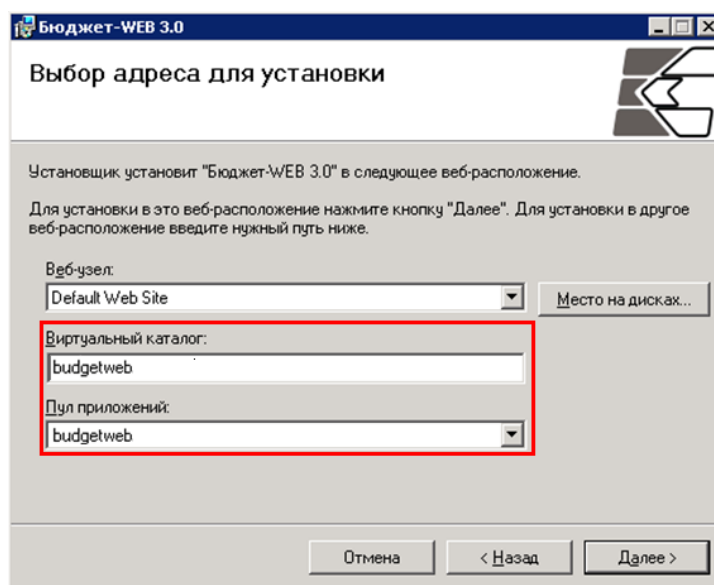 Бюджет-WEB 3.0
Выбор адреса для установки
Установщик установит "Бюджет-WEB 3.0" в следующее веб-расположение.
Для установки в это веб-расположение нажмите кнопку "Далее". Для установки в другое
веб-расположение введите нужный путь ниже.
Веб-узел:
Default Web Site
Место на дисках...
Виртуальный каталог:
budgetweb
Пул приложений:
budgetweb
Отмена
< Назад
Далее >